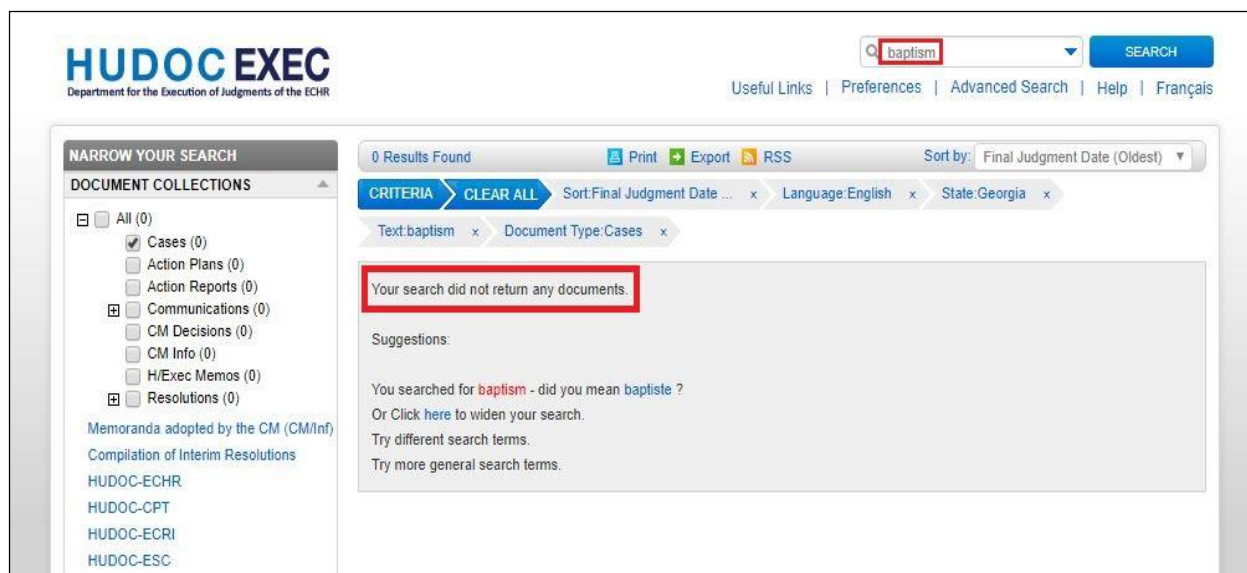 HUDOC EXEC
Department for the Execution of Judgments of the ECHR
baptism
SEARCH
Useful Links | Preferences | Advanced Search | Help | Français
NARROW YOUR SEARCH
DOCUMENT COLLECTIONS
All (0)
Cases (0)
Action Plans (0)
Action Reports (0)
Communications (0)
CM Decisions (0)
CM Info (0)
H/Exec Memos (0)
Resolutions (0)
Memoranda adopted by the CM (CM/Inf)
Compilation of Interim Resolutions
HUDOC-ECHR
HUDOC-CPT
HUDOC-ECRI
HUDOC-ESC
0 Results Found Print Export RSS Sort by: Final Judgment Date (Oldest)
CRITERIA CLEAR ALL Sort:Final Judgment Date ... x Language:English x State:Georgia x
Text:baptism x Document Type:Cases x
Your search did not return any documents.
Suggestions:
You searched for baptism - did you mean baptiste ?
Or Click here to widen your search.
Try different search terms.
Try more general search terms.